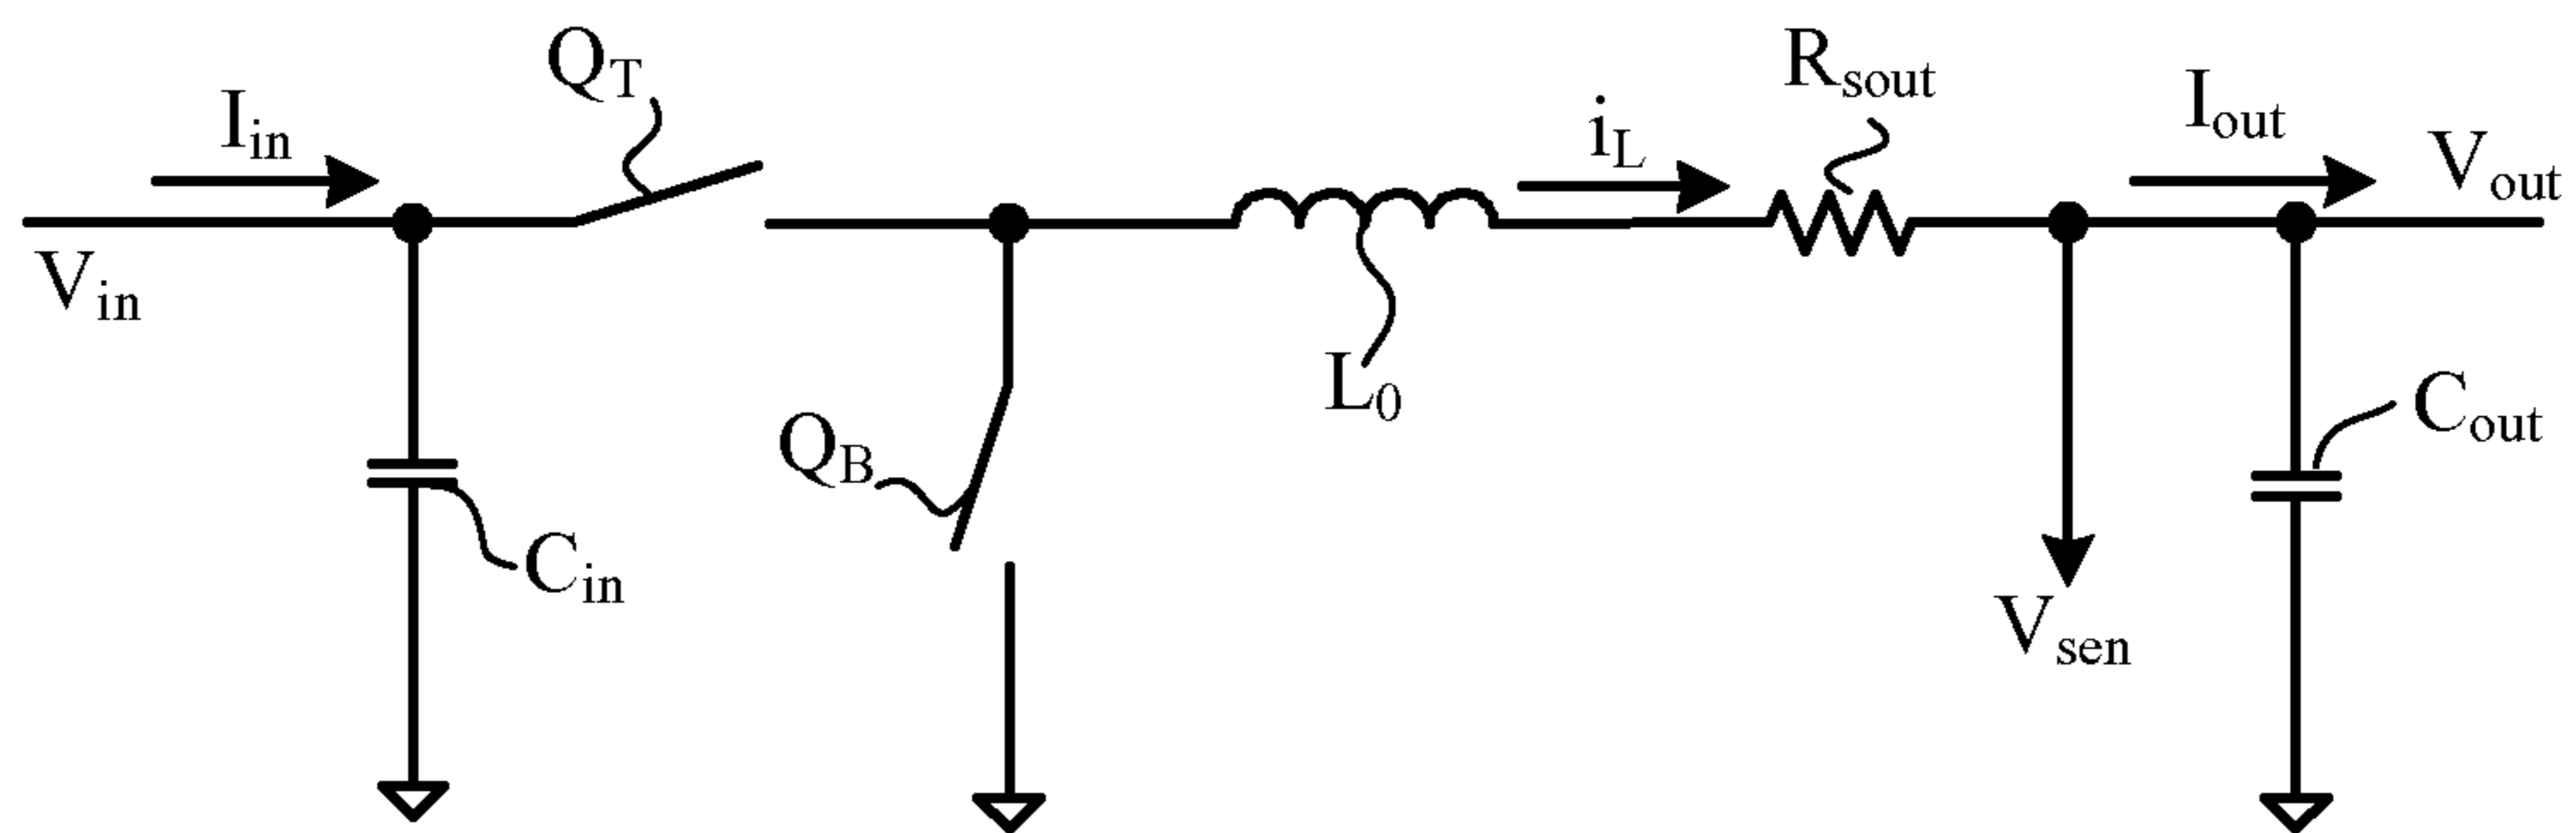 I_in
Q_T
i_L
R_sout
I_out
V_out
V_in
L_0
Q_B
C_in
V_sen
C_out